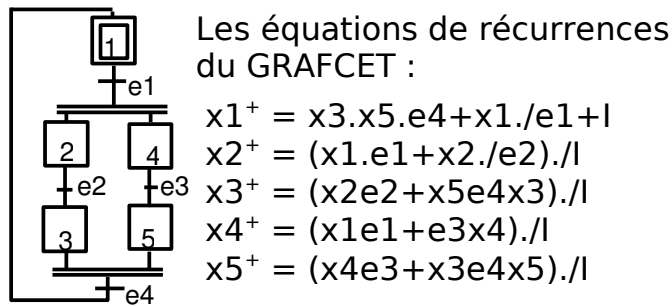 Les équations de récurrences
du GRAFCET :
x1⁺ = x3.x5.e4+x1./e1+I
x2⁺ = (x1.e1+x2./e2)./I
x3⁺ = (x2e2+x5e4x3)./I
x4⁺ = (x1e1+e3x4)./I
x5⁺ = (x4e3+x3e4x5)./I
1
e1
2
4
e2
e3
3
5
e4